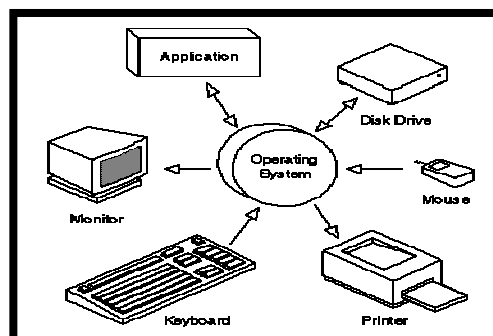 Application
Disk Drive
Operating
System
Monitor
Mouse
Keyboard
Printer